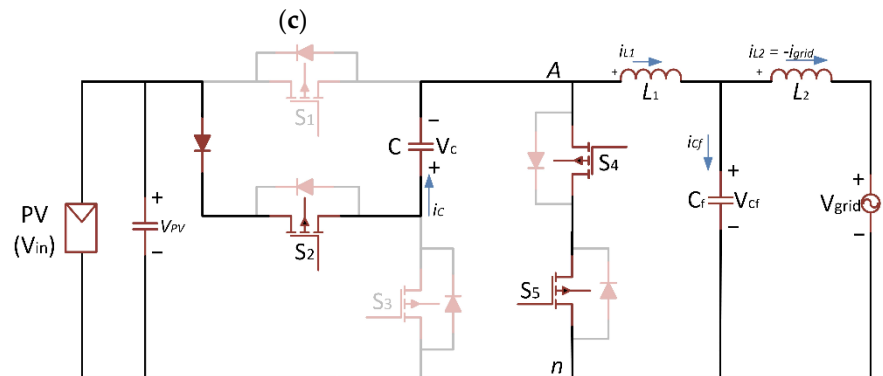 (c)
iL1
iL2 = -igrid
A
+
+
L1
L2
S1
−
C
Vc
+
iC
S4
iCf
+
VPV
−
PV
(Vin)
S2
+
Cf
VCf
−
+
Vgrid
−
S3
S5
n